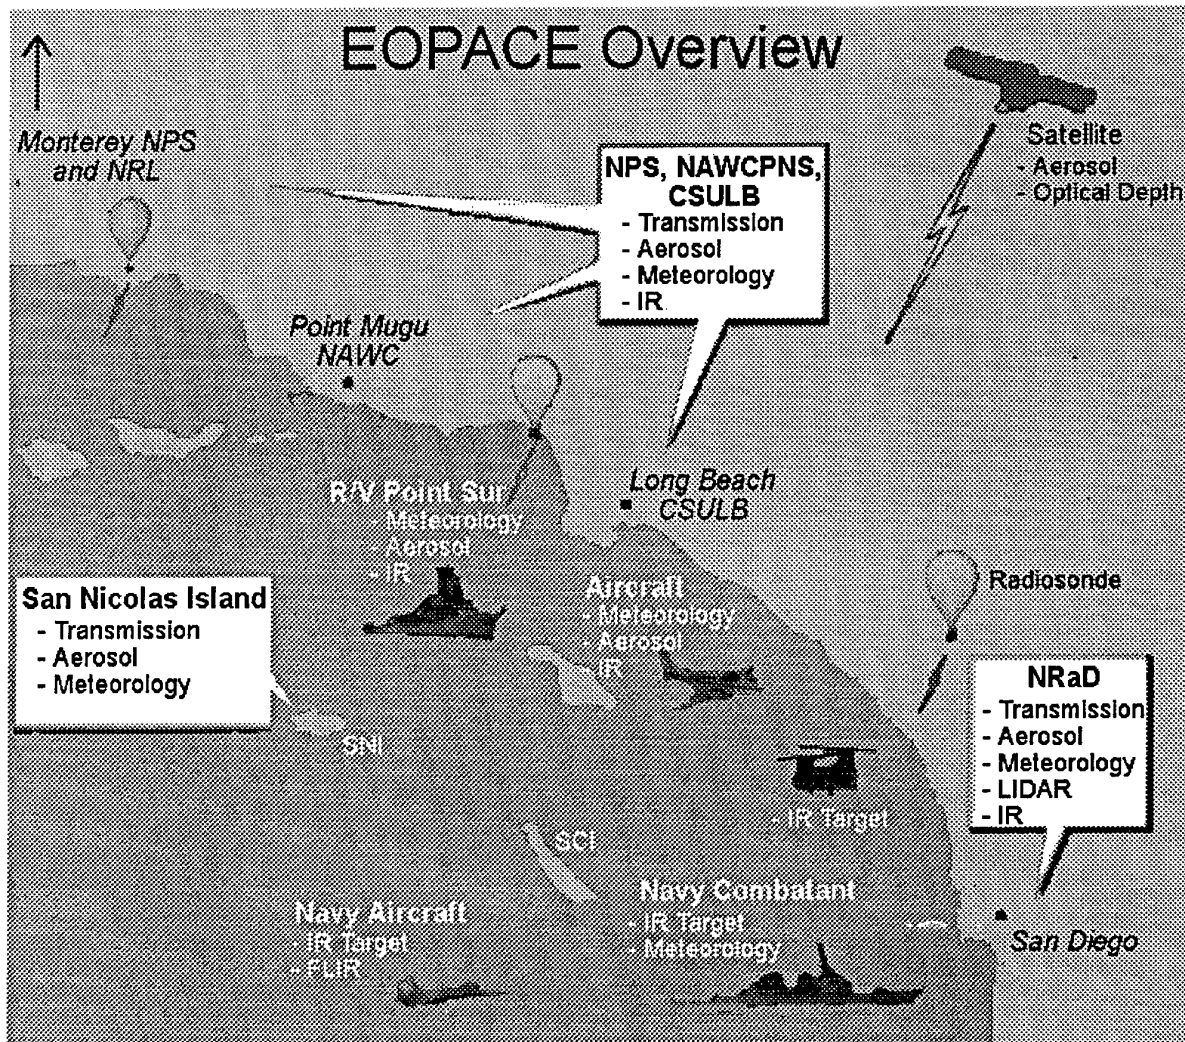 EOPACE Overview
Monterey NPS
and NRL
Satellite
- Aerosol
- Optical Depth
NPS, NAWCPNS,
CSULB
- Transmission
- Aerosol
- Meteorology
- IR
Point Mugu
NAWC
Long Beach
CSULB
R/V Point Sur
- Meteorology
- Aerosol
- IR
Radiosonde
San Nicolas Island
- Transmission
- Aerosol
- Meteorology
Aircraft
- Meteorology
- Aerosol
- IR
SNI
NRaD
- Transmission
- Aerosol
- Meteorology
- LIDAR
- IR
- IR Target
SCI
Navy Combatant
- IR Target
- Meteorology
Navy Aircraft
- IR Target
- FLIR
San Diego